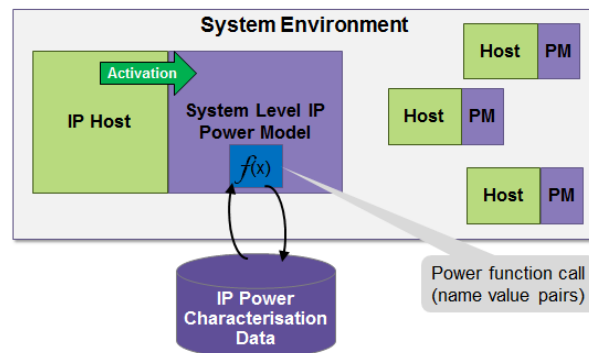 System Environment
Activation
IP Host
System Level IP
Power Model
f(x)
Host
PM
Host
PM
Host
PM
Power function call
(name value pairs)
IP Power
Characterisation
Data